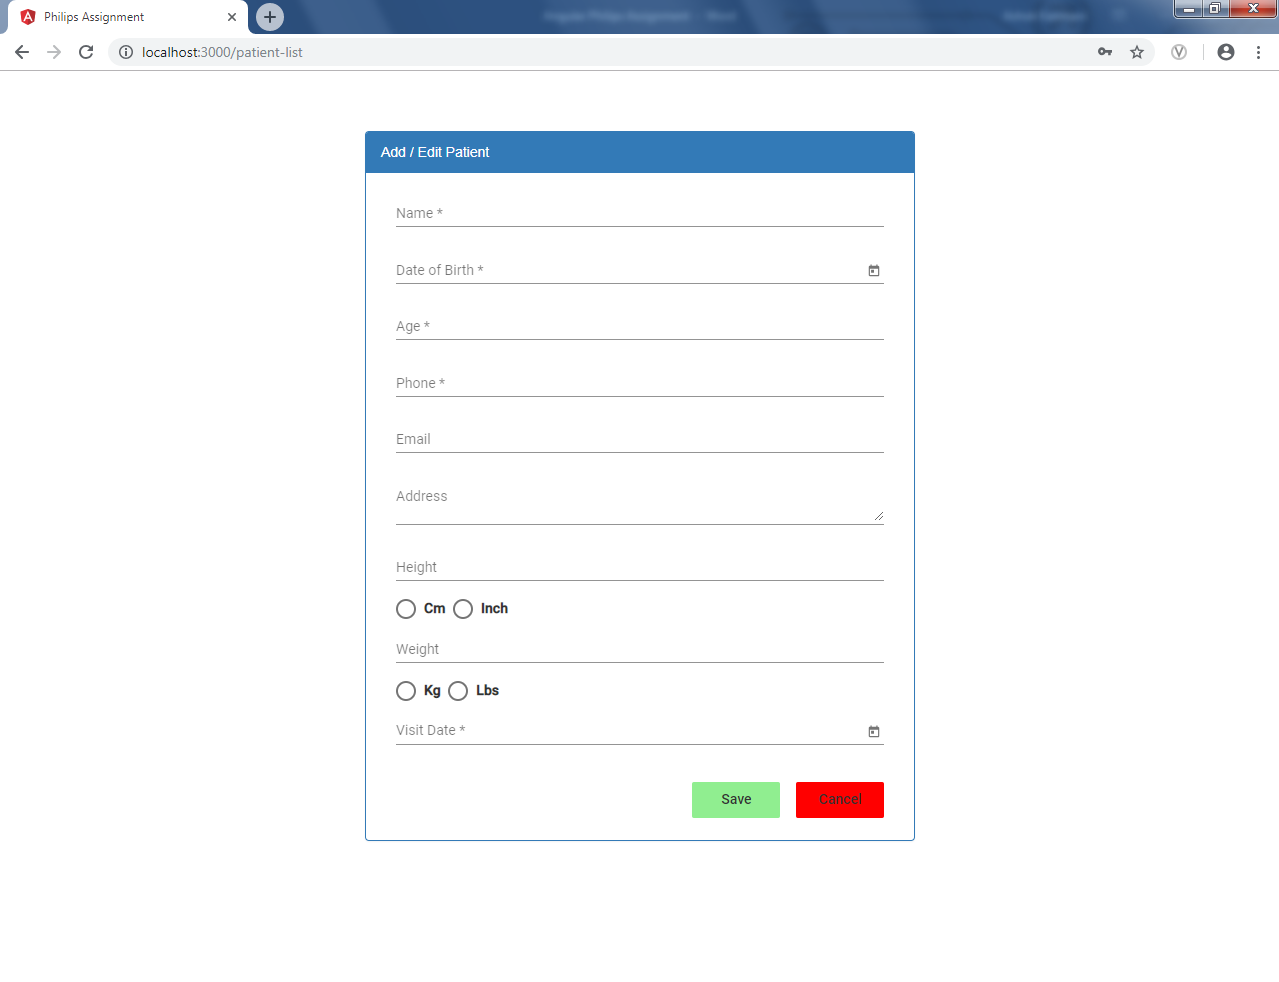 Philips Assignment
localhost:3000/patient-list
Add / Edit Patient
Name *
Date of Birth *
Age *
Phone *
Email
Address
Height
Cm Inch
Weight
Kg Lbs
Visit Date *
Save Cancel